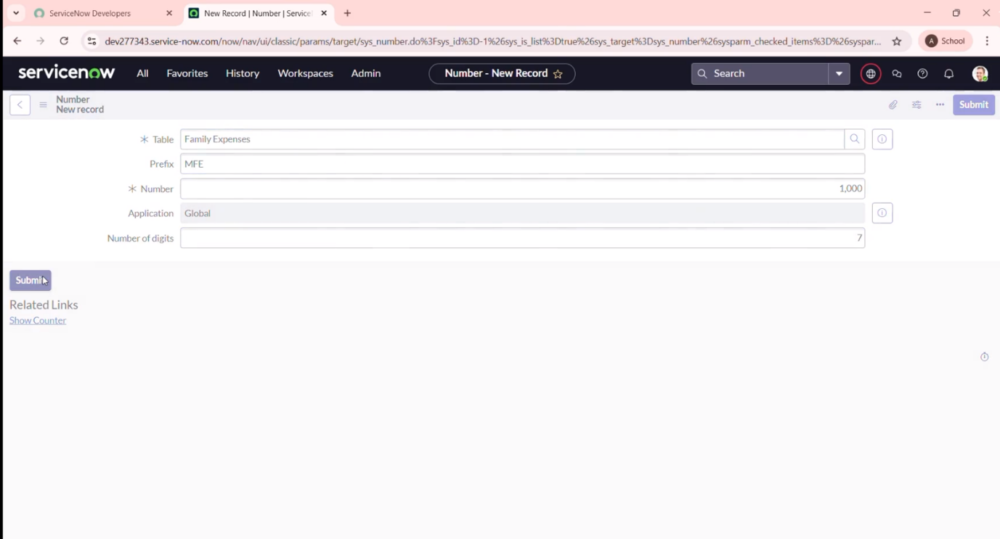 ServiceNow Developers
New Record | Number | Service
dev277343.service-now.com/now/nav/ui/classic/params/target/sys_number.do%3Fsys_id%3D-1%26sys_is_list%3Dtrue%26sys_target%3Dsys_number%26sysparm_checked_items%3D%26syspar...
A School
servicenow All Favorites History Workspaces Admin Number - New Record Search
Number
New record
Submit
* Table Family Expenses
Prefix MFE
* Number 1,000
Application Global
Number of digits 7
Submit
Related Links
Show Counter